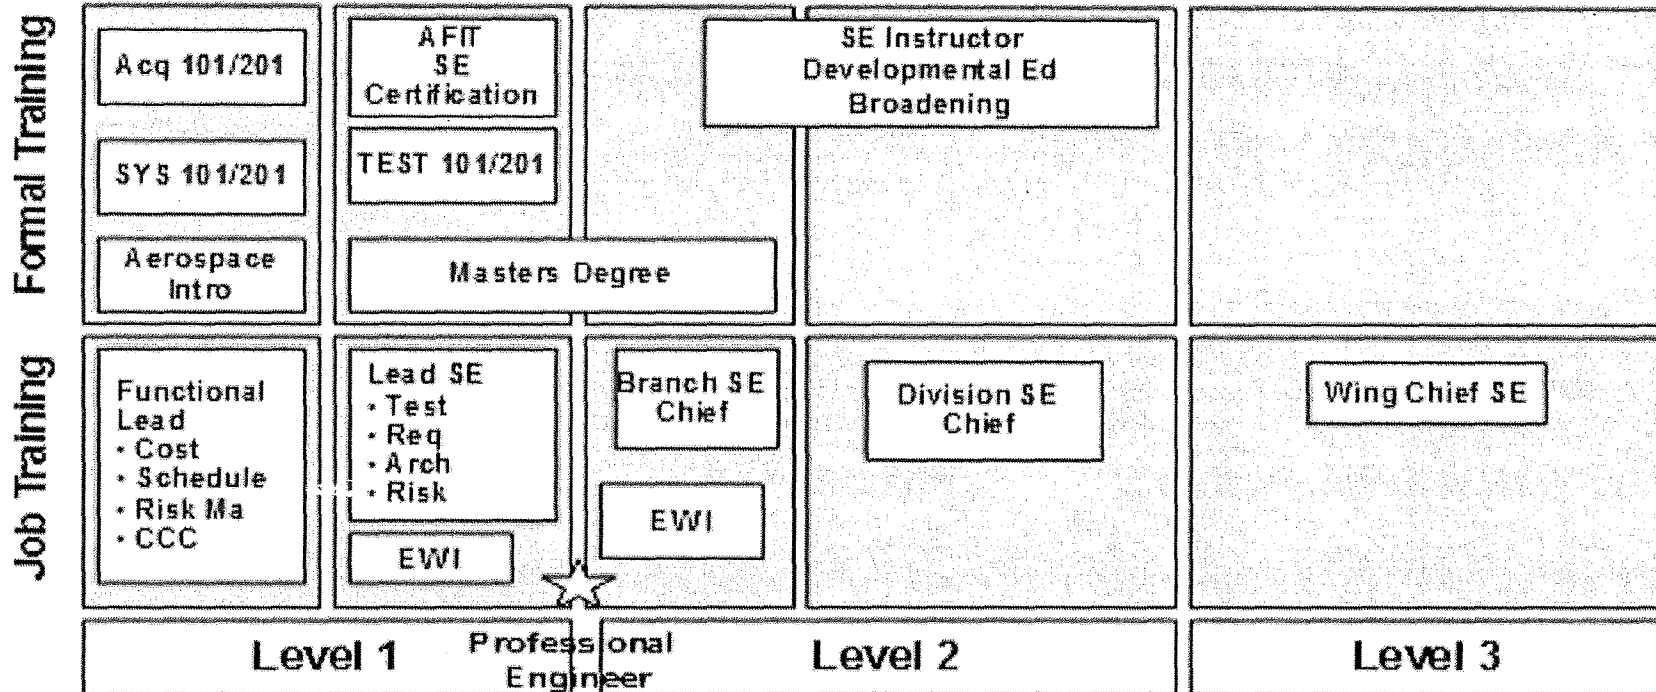 Formal Training
Acq 101/201
SYS 101/201
Aerospace
Intro
AFIT
SE
Certification
TEST 101/201
Masters Degree
SE Instructor
Developmental Ed
Broadening
Job Training
Functional
Lead
• Cost
• Schedule
• Risk Ma
• CCC
Lead SE
• Test
• Req
• Arch
• Risk
EWI
Branch SE
Chief
EWI
Division SE
Chief
Wing Chief SE
Level 1
Professional
Engineer
Level 2
Level 3